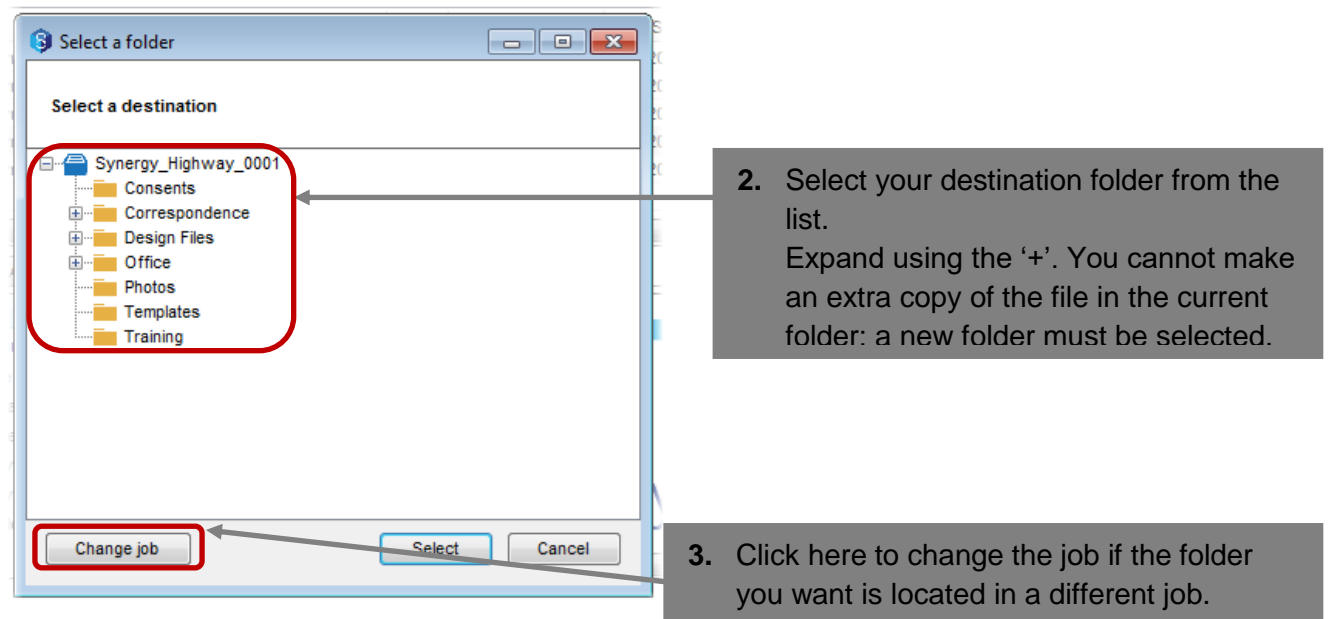 Select a folder
Select a destination
Synergy_Highway_0001
Consents
Correspondence
Design Files
Office
Photos
Templates
Training
Change job
Select
Cancel
2. Select your destination folder from the
list.
Expand using the ‘+’. You cannot make
an extra copy of the file in the current
folder: a new folder must be selected.
3. Click here to change the job if the folder
you want is located in a different job.